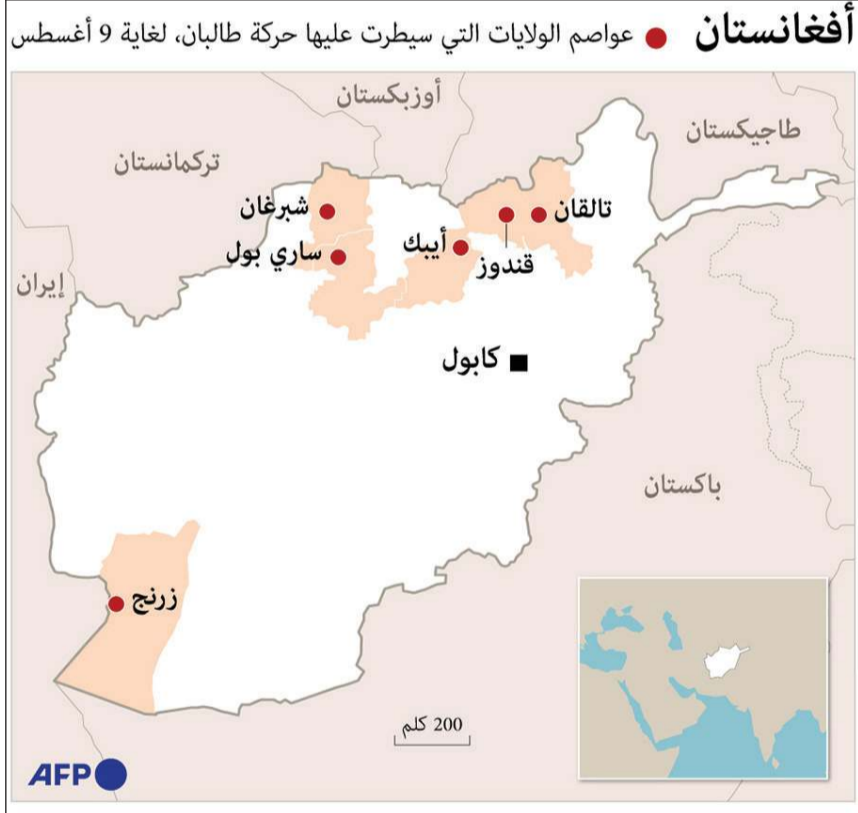 أفغانستان
عواصم الولايات التي سيطرت عليها حركة طالبان، لغاية 9 أغسطس
أوزبكستان
طاجيكستان
تركمانستان
شبرغان
تالقان
ساري بول
أيبك
قندوز
إيران
كابول
باكستان
زرنج
200 كلم
AFP